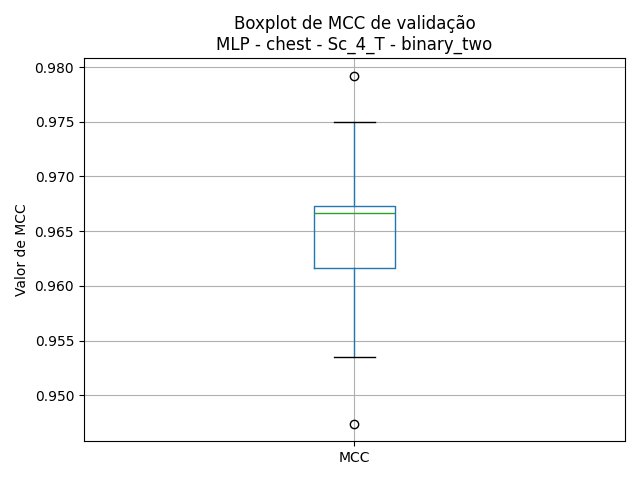 Boxplot de MCC de validação
MLP - chest - Sc_4_T - binary_two
0.980
0.975
0.970
0.965
0.960
0.955
0.950
Valor de MCC
MCC